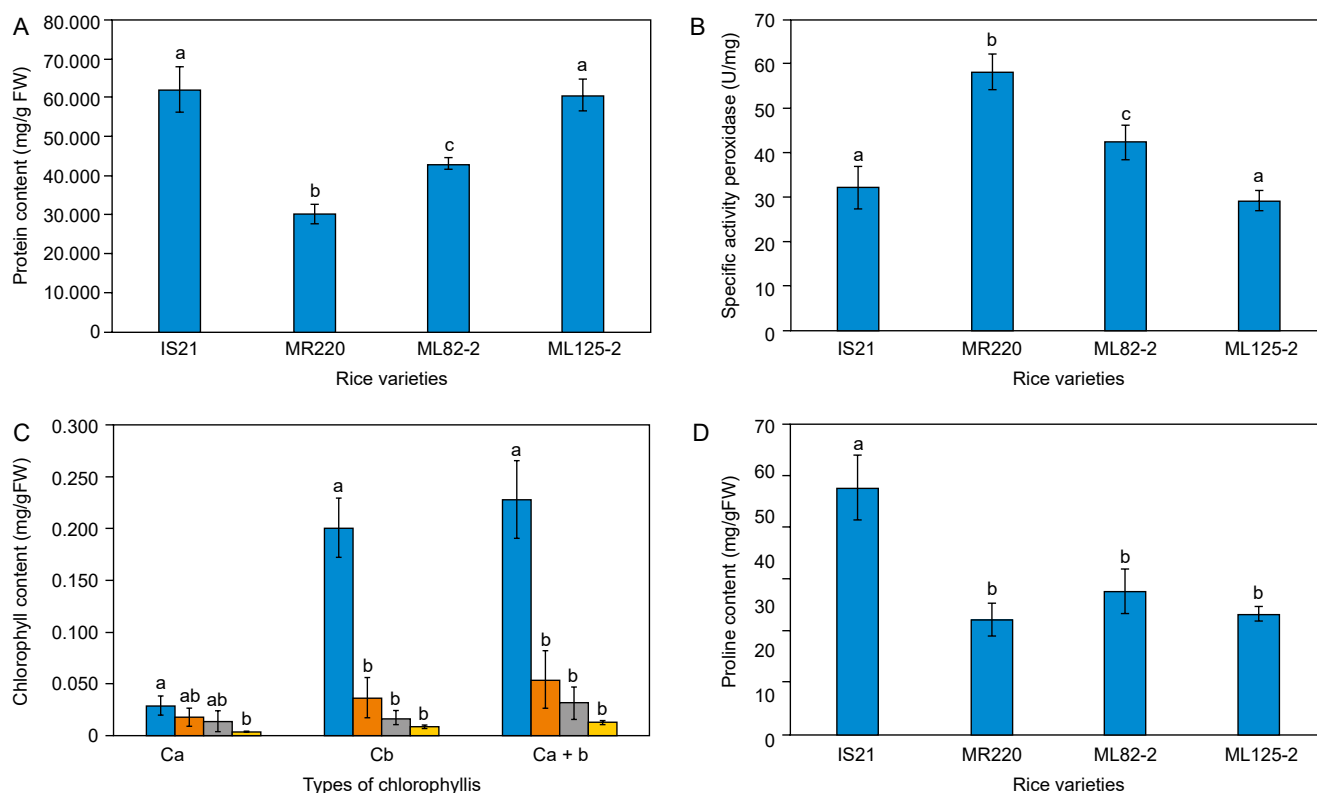 A
Protein content (mg/g FW)
80.000
70.000
60.000
50.000
40.000
30.000
20.000
10.000
0
a
b
c
a
IS21 MR220 ML82-2 ML125-2
Rice varieties
B
Specific activity peroxidase (U/mg)
70
60
50
40
30
20
10
0
a
b
c
a
IS21 MR220 ML82-2 ML125-2
Rice varieties
C
Chlorophyll content (mg/gFW)
0.300
0.250
0.200
0.150
0.100
0.050
0
a ab ab b
a b b b
a b b b
Ca Cb Ca + b
Types of chlorophyllis
D
Proline content (mg/gFW)
70
60
50
40
30
20
10
0
a
b
b
b
IS21 MR220 ML82-2 ML125-2
Rice varieties